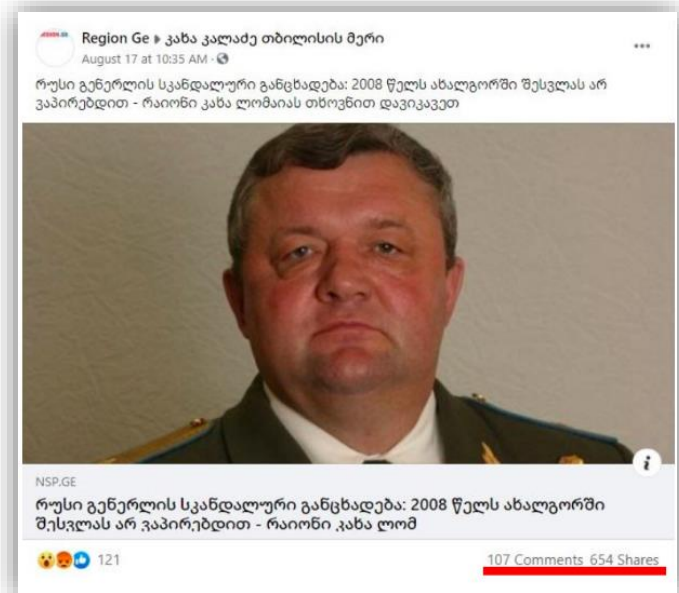 Region Ge ▸ კახა კალაძე თბილისის მერი
August 17 at 10:35 AM ·
რუსი გენერლის სკანდალური განცხადება: 2008 წელს ახალგორში შესვლას არ
ვაპირებდით - რაიონი კახა ლომაიას თხოვნით დავიკავეთ
NSP.GE
რუსი გენერლის სკანდალური განცხადება: 2008 წელს ახალგორში
შესვლას არ ვაპირებდით - რაიონი კახა ლომ
121
107 Comments 654 Shares